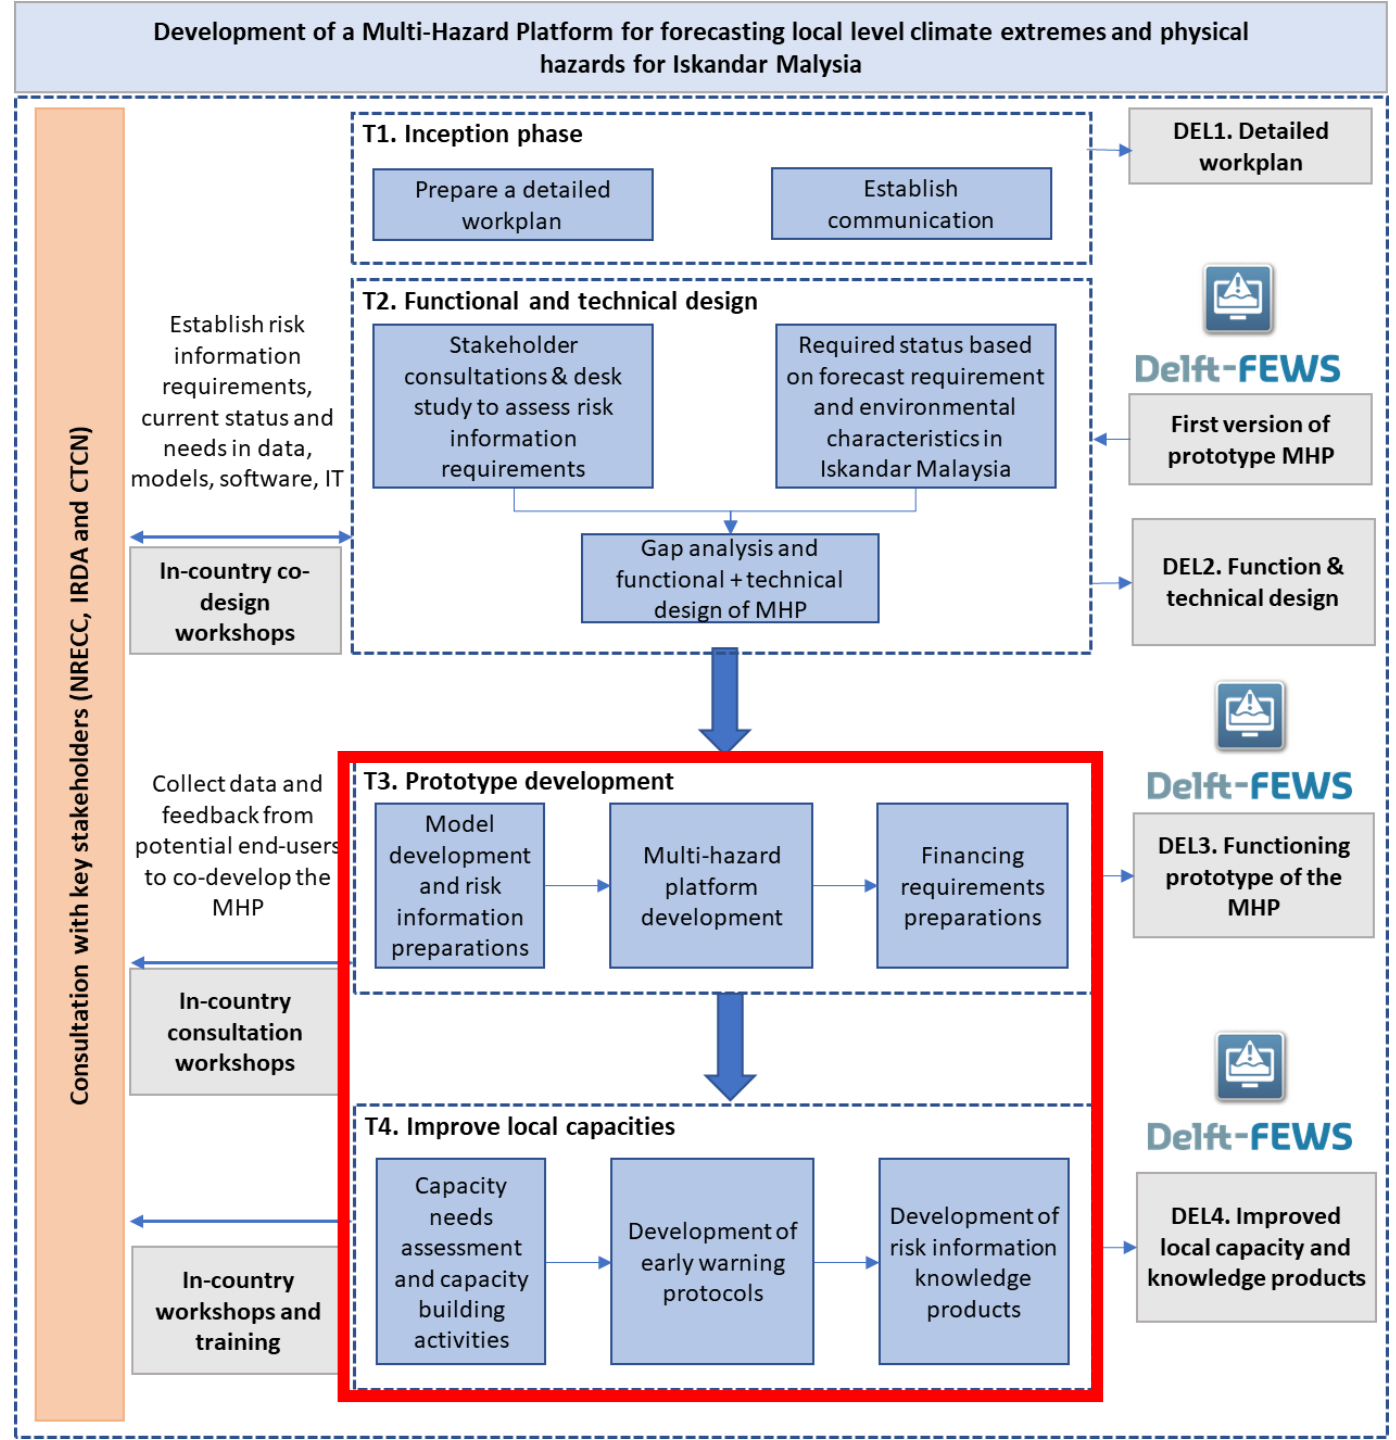 Development of a Multi-Hazard Platform for forecasting local level climate extremes and physical
hazards for Iskandar Malysia
Consultation with key stakeholders (NRECC, IRDA and CTCN)
T1. Inception phase
Prepare a detailed
workplan
Establish
communication
DEL1. Detailed
workplan
Establish risk
information
requirements,
current status and
needs in data,
models, software, IT
In-country co-
design
workshops
T2. Functional and technical design
Stakeholder
consultations & desk
study to assess risk
information
requirements
Required status based
on forecast requirement
and environmental
characteristics in
Iskandar Malaysia
Gap analysis and
functional + technical
design of MHP
Delft-FEWS
First version of
prototype MHP
DEL2. Function &
technical design
Collect data and
feedback from
potential end-users
to co-develop the
MHP
In-country
consultation
workshops
T3. Prototype development
Model
development
and risk
information
preparations
Multi-hazard
platform
development
Financing
requirements
preparations
Delft-FEWS
DEL3. Functioning
prototype of the
MHP
In-country
workshops and
training
T4. Improve local capacities
Capacity
needs
assessment
and capacity
building
activities
Development of
early warning
protocols
Development of
risk information
knowledge
products
Delft-FEWS
DEL4. Improved
local capacity and
knowledge products